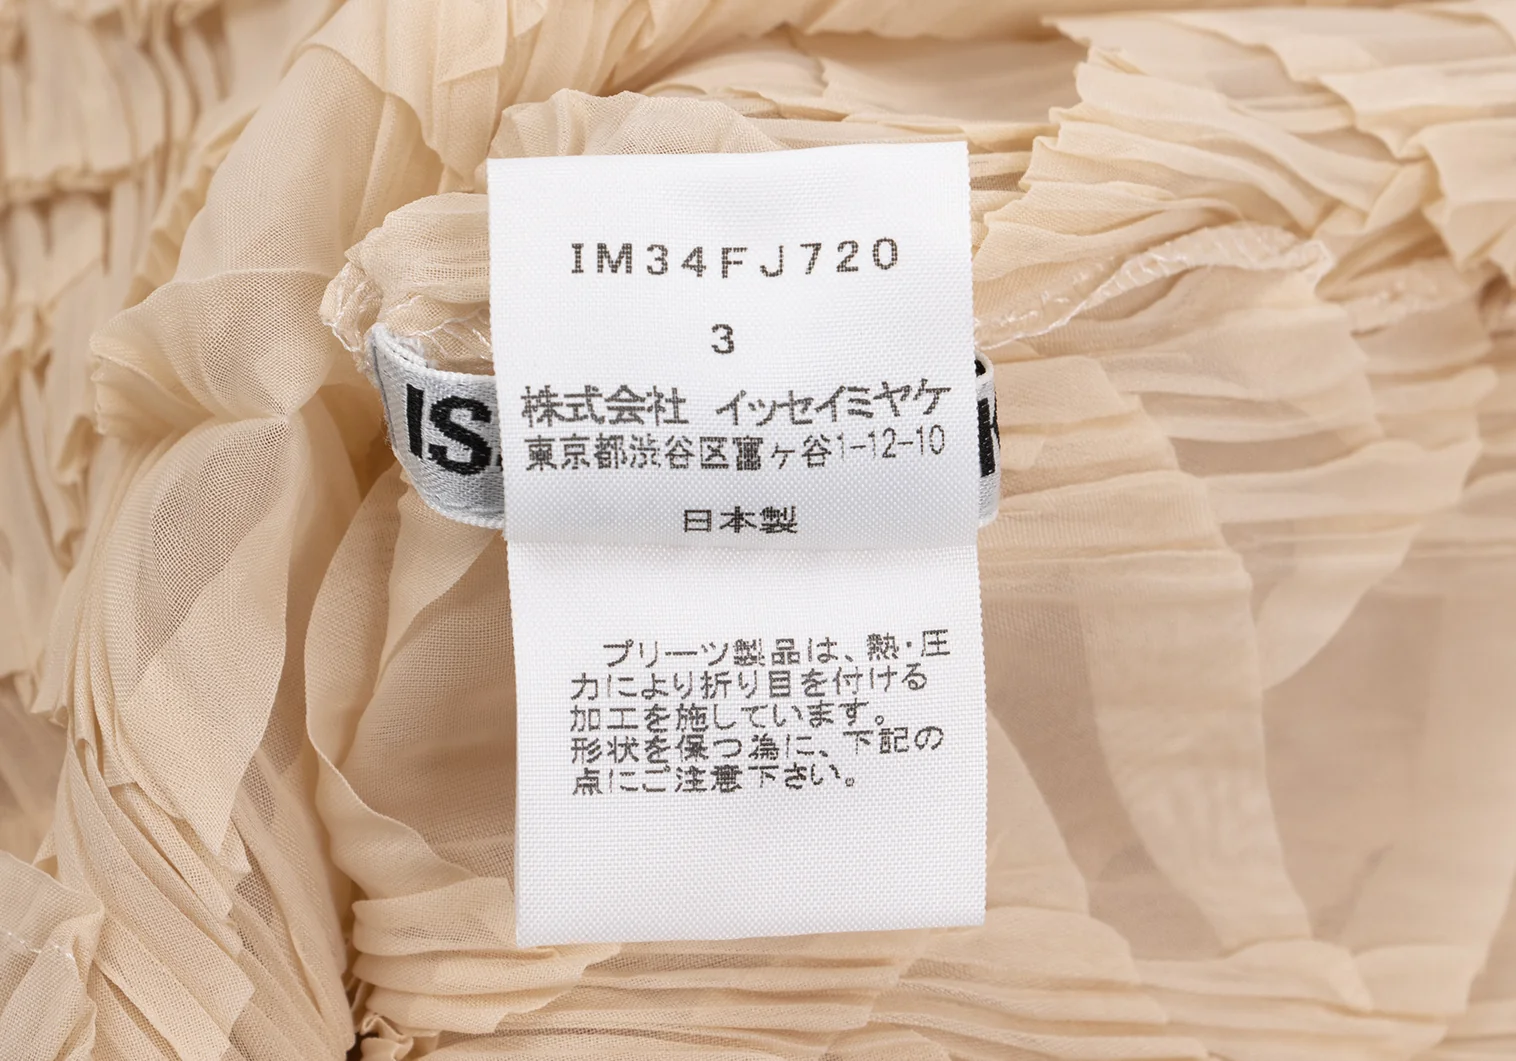 IM34FJ720
3
IS
株式会社 イッセイミヤケ
東京都渋谷区富ヶ谷1-12-10
日本製
プリーツ製品は、熱・圧
力により折り目を付ける
加工を施しています。
形状を保つ為に、下記の
点にご注意下さい。